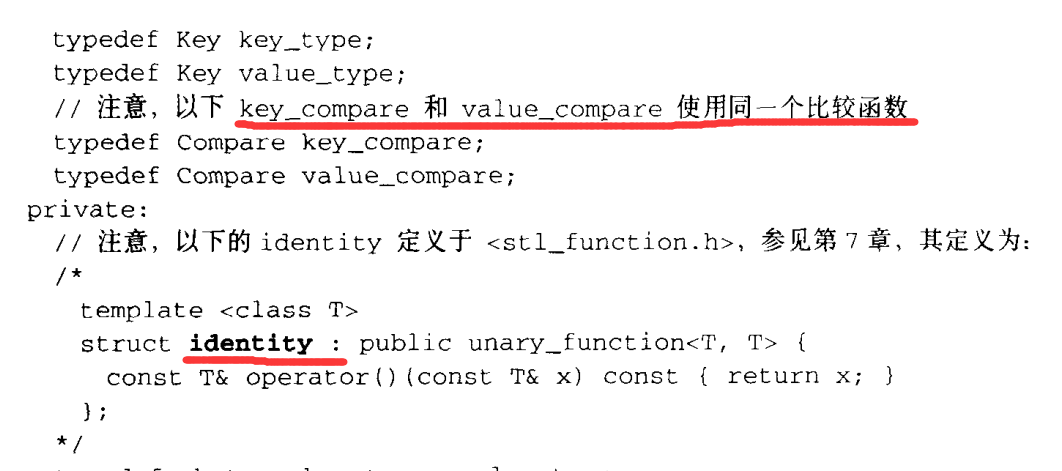 typedef Key key_type;
typedef Key value_type;
// 注意，以下 key_compare 和 value_compare 使用同一个比较函数
typedef Compare key_compare;
typedef Compare value_compare;
private:
// 注意，以下的 identity 定义于 <stl_function.h>，参见第 7 章，其定义为：
/*
template <class T>
struct identity : public unary_function<T, T> {
const T& operator()(const T& x) const { return x; }
};
*/